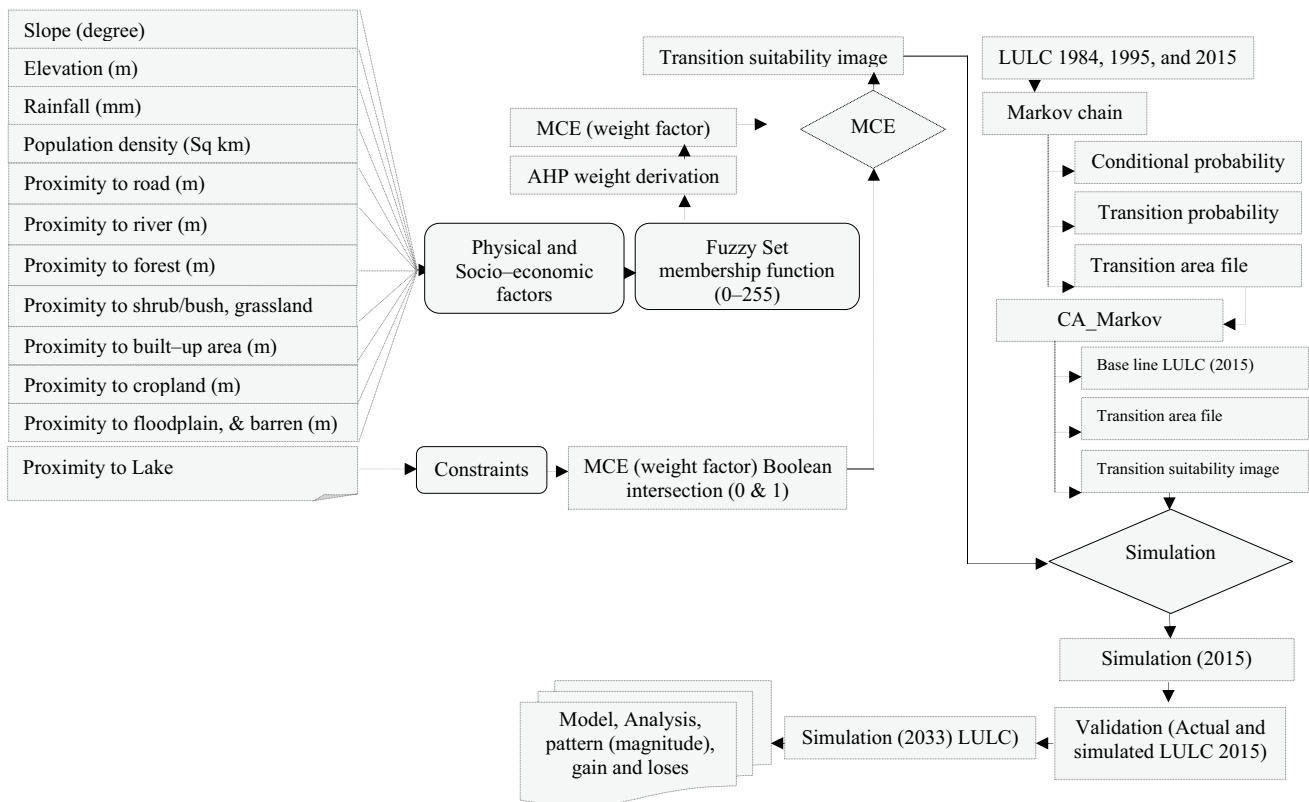 Slope (degree)
Elevation (m)
Rainfall (mm)
Population density (Sq km)
Proximity to road (m)
Proximity to river (m)
Proximity to forest (m)
Proximity to shrub/bush, grassland
Proximity to built–up area (m)
Proximity to cropland (m)
Proximity to floodplain, & barren (m)
Proximity to Lake
Physical and
Socio–economic
factors
Fuzzy Set
membership function
(0–255)
AHP weight derivation
MCE (weight factor)
Constraints
MCE (weight factor) Boolean
intersection (0 & 1)
MCE
Transition suitability image
LULC 1984, 1995, and 2015
Markov chain
Conditional probability
Transition probability
Transition area file
CA_Markov
Base line LULC (2015)
Transition area file
Transition suitability image
Simulation
Simulation (2015)
Validation (Actual and
simulated LULC 2015)
Simulation (2033) LULC)
Model, Analysis,
pattern (magnitude),
gain and loses